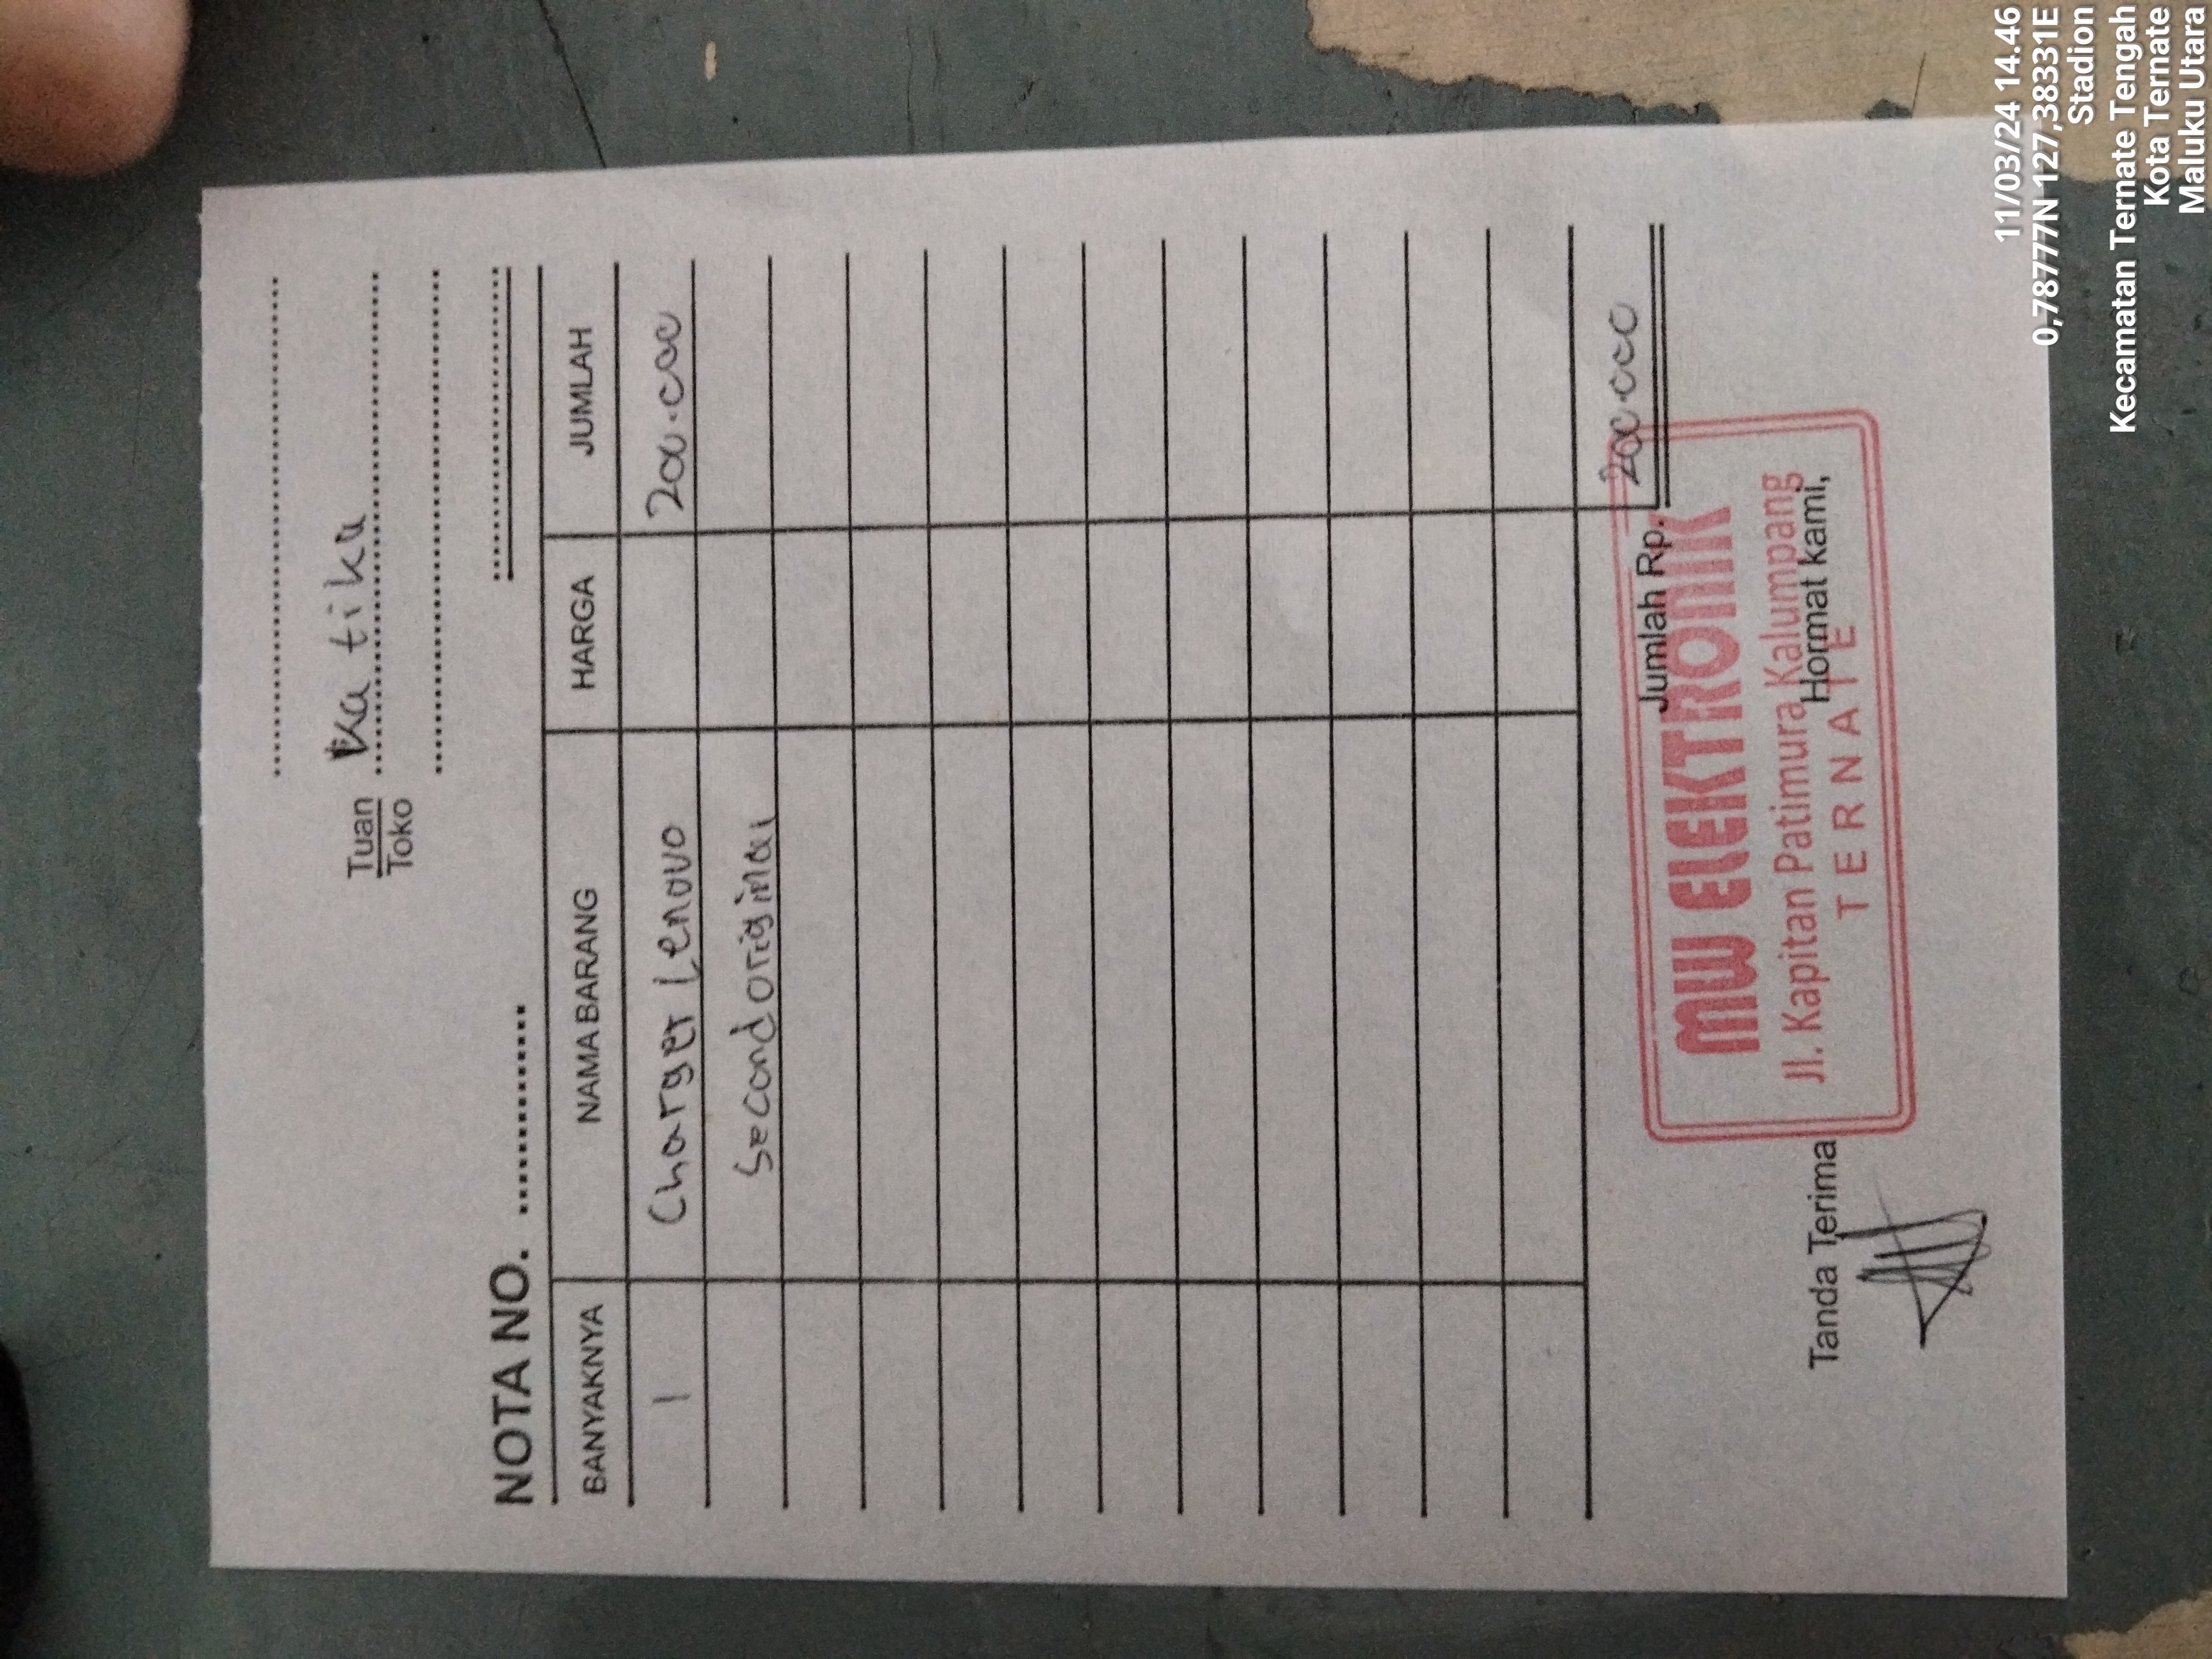 Tuan Ka tika
Toko
NOTA NO. ............
BANYAKNYA NAMA BARANG HARGA JUMLAH
1 Charger Lenovo 200.000
Second original
Jumlah Rp. 200.000
MW ELEKTRONIK
Jl. Kapitan Patimura Kalumpang
TERNATE
Tanda Terima Hormat kami,
11/03/24 14.46
0,78777N 127,38331E
Stadion
Kecamatan Ternate Tengah
Kota Ternate
Maluku Utara